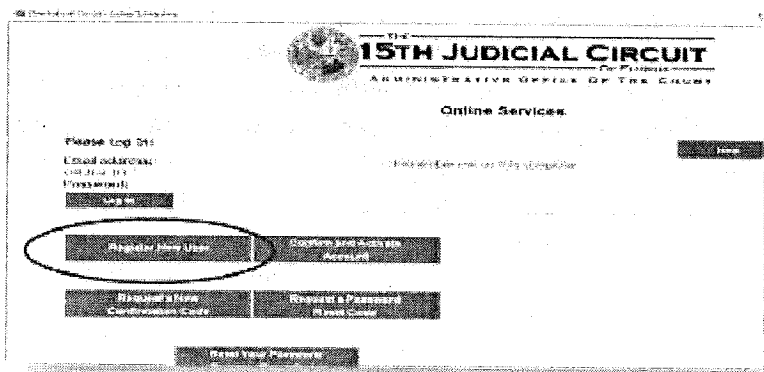 THE
15TH JUDICIAL CIRCUIT
OF FLORIDA
ADMINISTRATIVE OFFICE OF THE COURT
Online Services
Please Log In:
Email address:
Password:
Log In
Register New User
Confirm and Activate
Account
Request a New
Confirmation Code
Request a Password
Reset Code
Reset Your Password